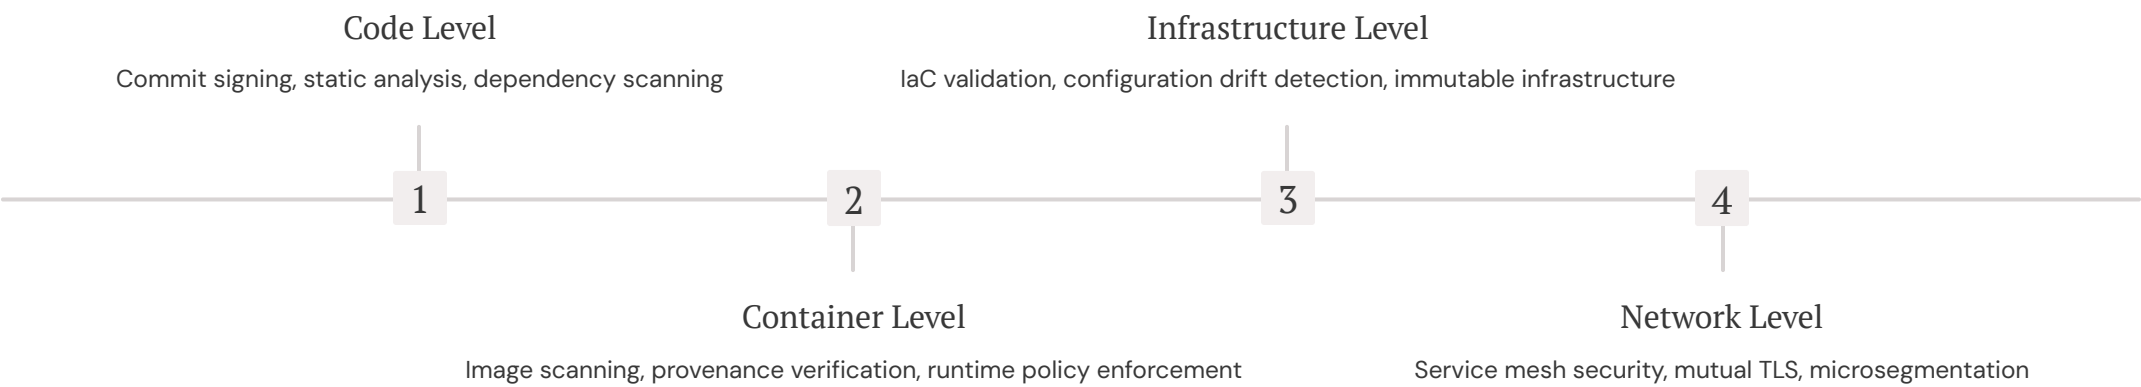 Code Level
Commit signing, static analysis, dependency scanning
Infrastructure Level
IaC validation, configuration drift detection, immutable infrastructure
1
2
3
4
Container Level
Image scanning, provenance verification, runtime policy enforcement
Network Level
Service mesh security, mutual TLS, microsegmentation